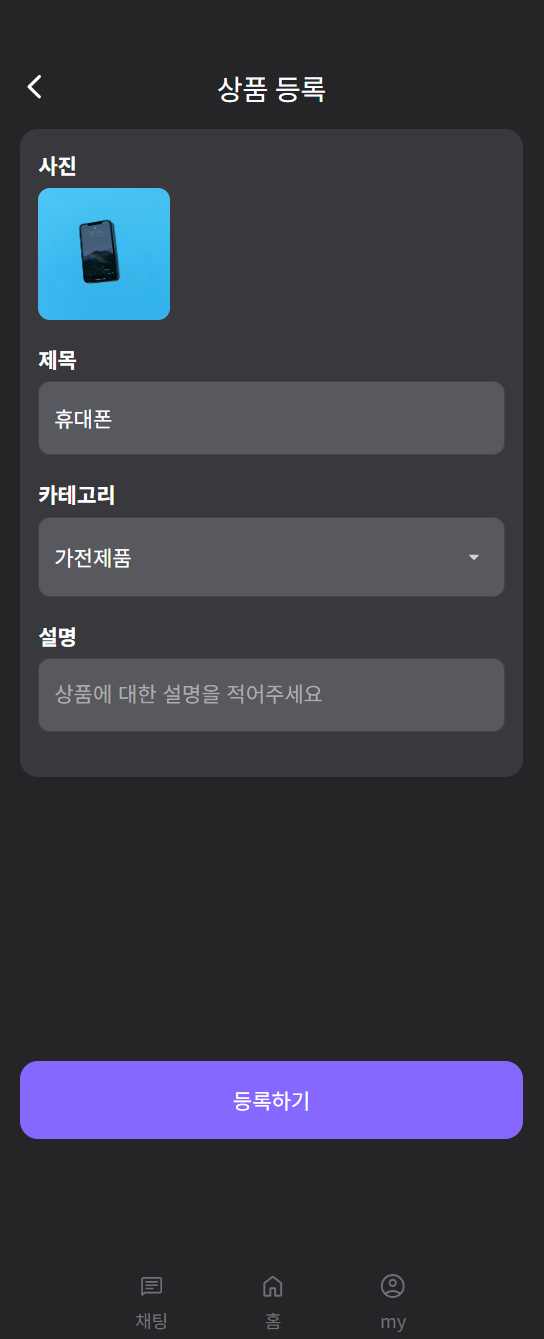 상품 등록
사진
제목
휴대폰
카테고리
가전제품
설명
상품에 대한 설명을 적어주세요
등록하기
채팅
홈
my